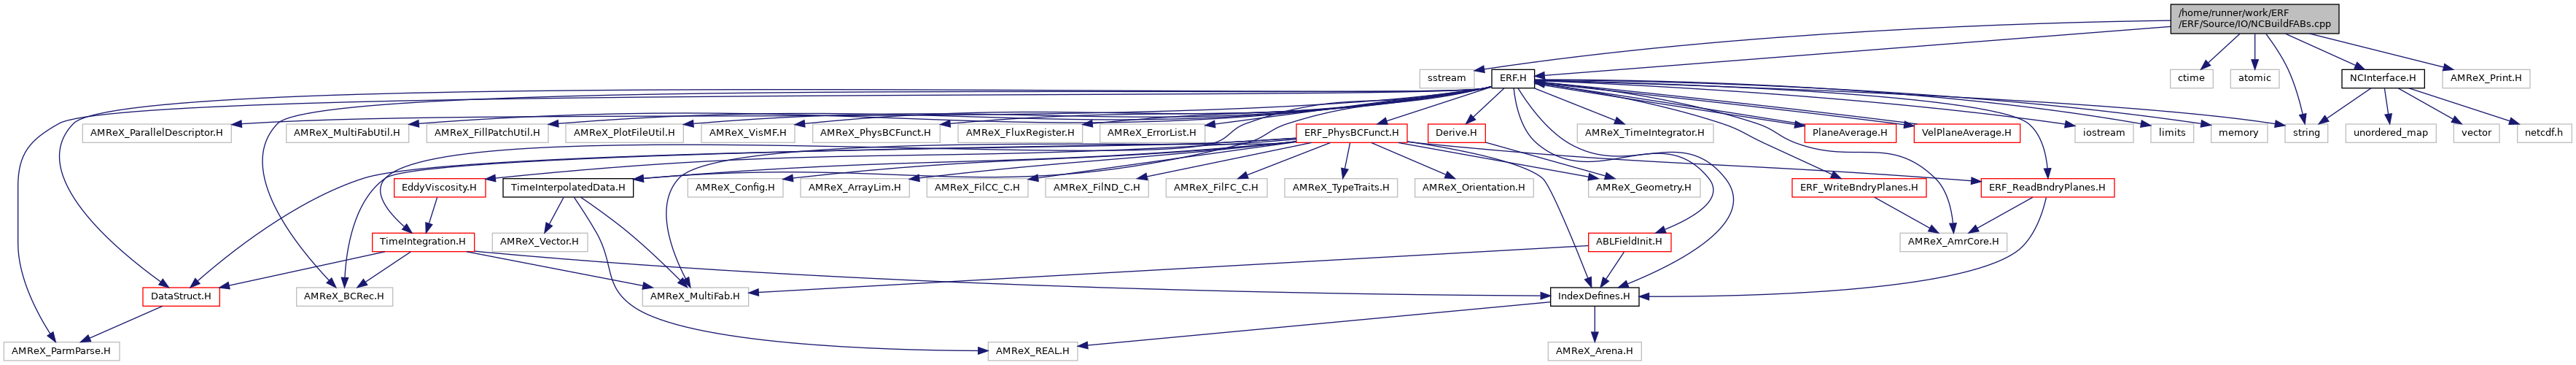 /home/runner/work/ERF
/ERF/Source/IO/NCBuildFABs.cpp
sstream
ERF.H
ctime
atomic
NCInterface.H
AMReX_Print.H
AMReX_ParallelDescriptor.H
AMReX_MultiFabUtil.H
AMReX_FillPatchUtil.H
AMReX_PlotFileUtil.H
AMReX_VisMF.H
AMReX_PhysBCFunct.H
AMReX_FluxRegister.H
AMReX_ErrorList.H
ERF_PhysBCFunct.H
Derive.H
AMReX_TimeIntegrator.H
PlaneAverage.H
VelPlaneAverage.H
iostream
limits
memory
string
unordered_map
vector
netcdf.h
EddyViscosity.H
TimeInterpolatedData.H
AMReX_Config.H
AMReX_ArrayLim.H
AMReX_FilCC_C.H
AMReX_FilND_C.H
AMReX_FilFC_C.H
AMReX_TypeTraits.H
AMReX_Orientation.H
AMReX_Geometry.H
ERF_WriteBndryPlanes.H
ERF_ReadBndryPlanes.H
TimeIntegration.H
AMReX_Vector.H
ABLFieldInit.H
AMReX_AmrCore.H
DataStruct.H
AMReX_BCRec.H
AMReX_MultiFab.H
IndexDefines.H
AMReX_ParmParse.H
AMReX_REAL.H
AMReX_Arena.H